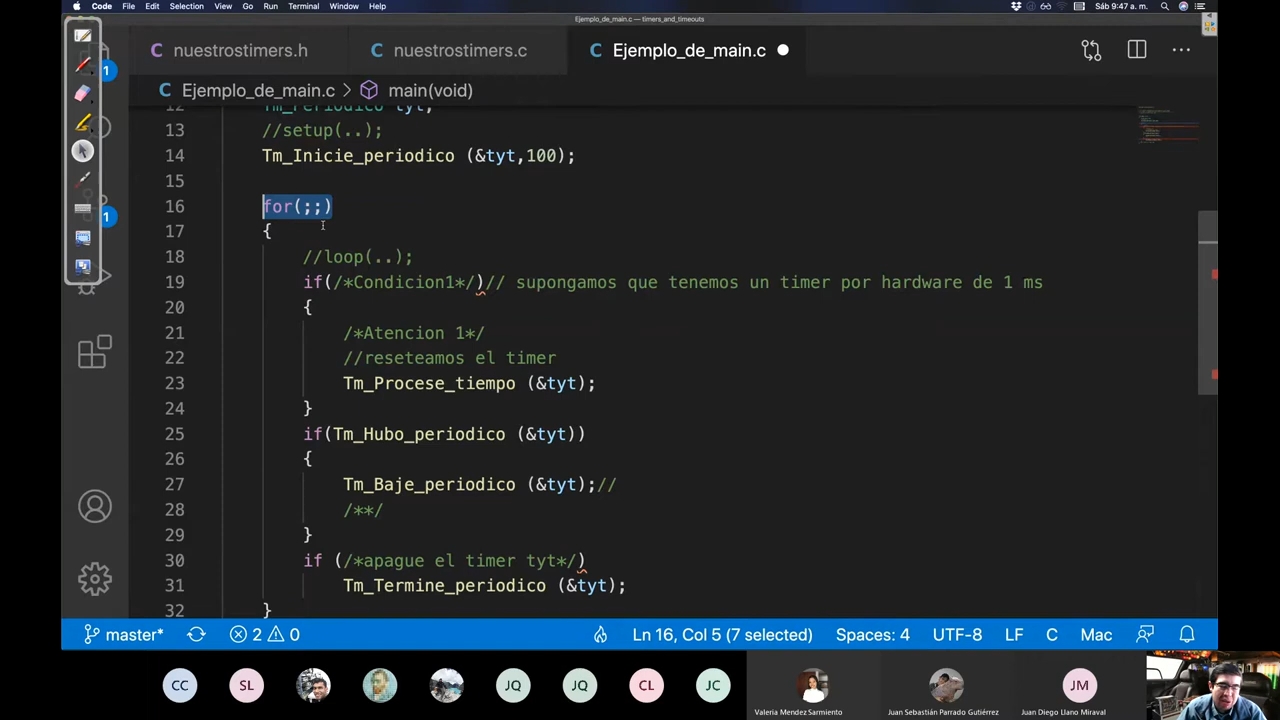 Code File Edit Selection View Go Run Terminal Window Help
Sáb 9:47 a. m.
Ejemplo_de_main.c — timers_and_timeouts
C nuestrostimers.h C nuestrostimers.c C Ejemplo_de_main.c
C Ejemplo_de_main.c > main(void)
12 Tm_Periodico tyt;
13 //setup(..);
14 Tm_Inicie_periodico (&tyt,100);
15
16 for(;;)
17 {
18 //loop(..);
19 if(/*Condicion1*/)// supongamos que tenemos un timer por hardware de 1 ms
20 {
21 /*Atencion 1*/
22 //reseteamos el timer
23 Tm_Procese_tiempo (&tyt);
24 }
25 if(Tm_Hubo_periodico (&tyt))
26 {
27 Tm_Baje_periodico (&tyt);//
28 /**/
29 }
30 if (/*apague el timer tyt*/)
31 Tm_Termine_periodico (&tyt);
32 }
1
1
master* 2 0 Ln 16, Col 5 (7 selected) Spaces: 4 UTF-8 LF C Mac
CC SL JQ JQ CL JC JM
Valeria Mendez Sarmiento Juan Sebastián Parrado Gutiérrez Juan Diego Llano Miraval